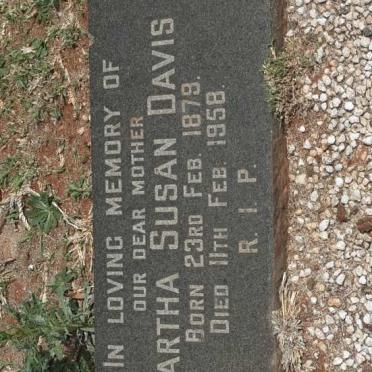 IN LOVING MEMORY OF
OUR DEAR MOTHER
ARTHA SUSAN DAVIS
BORN 23RD FEB. 1879.
DIED 11TH FEB. 1958.
R. I. P.